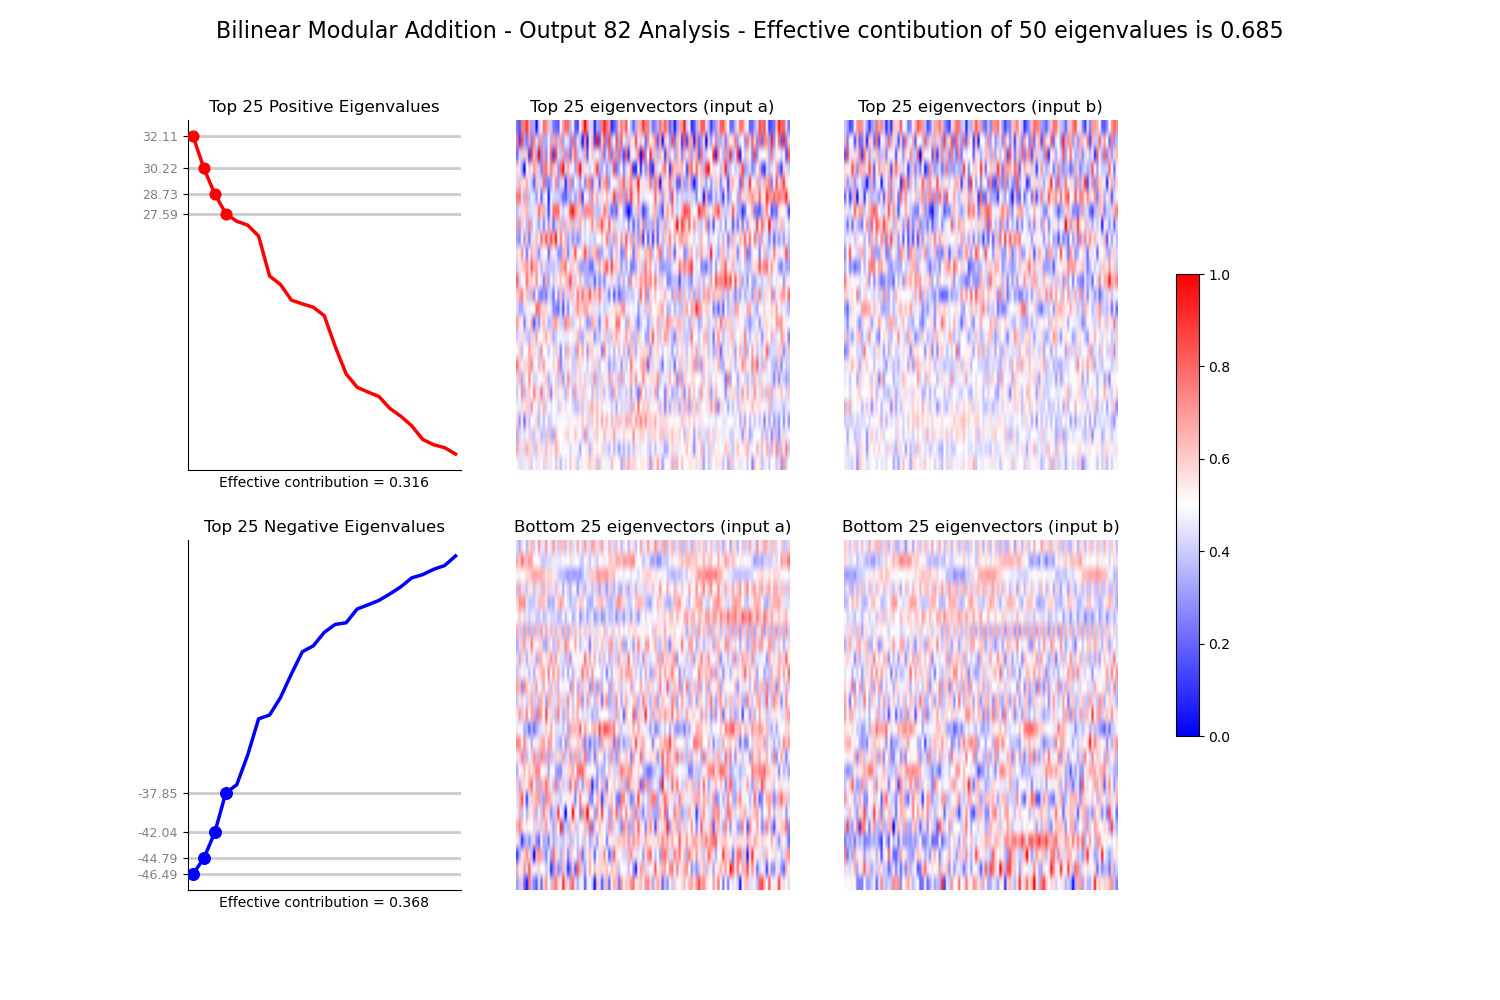 Bilinear Modular Addition - Output 82 Analysis - Effective contibution of 50 eigenvalues is 0.685
Top 25 Positive Eigenvalues
32.11
30.22
28.73
27.59
Effective contribution = 0.316
Top 25 eigenvectors (input a)
Top 25 eigenvectors (input b)
1.0
0.8
0.6
0.4
0.2
0.0
Top 25 Negative Eigenvalues
-37.85
-42.04
-44.79
-46.49
Effective contribution = 0.368
Bottom 25 eigenvectors (input a)
Bottom 25 eigenvectors (input b)